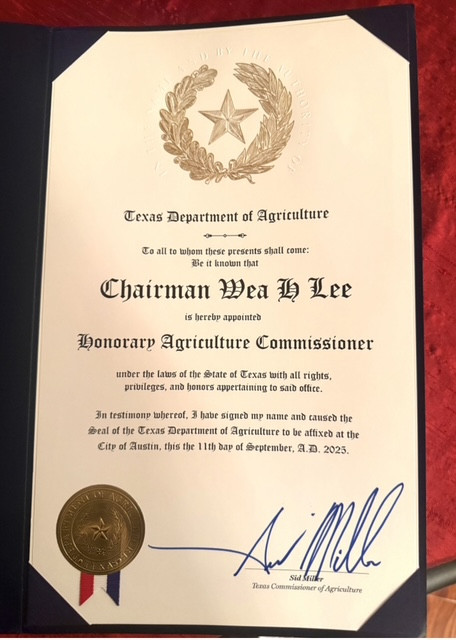 Texas Department of Agriculture
To all to whom these presents shall come:
Be it known that
Chairman Wea H Lee
is hereby appointed
Honorary Agriculture Commissioner
under the laws of the State of Texas with all rights,
privileges, and honors appertaining to said office.
In testimony whereof, I have signed my name and caused the
Seal of the Texas Department of Agriculture to be affixed at the
City of Austin, this the 11th day of September, A.D. 2025.
Sid Miller
Sid Miller
Texas Commissioner of Agriculture